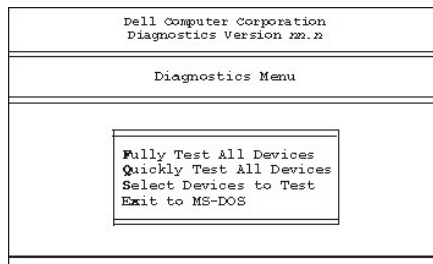 Dell Computer Corporation
Diagnostics Version nn.n
Diagnostics Menu
Fully Test All Devices
Quickly Test All Devices
Select Devices to Test
Exit to MS-DOS